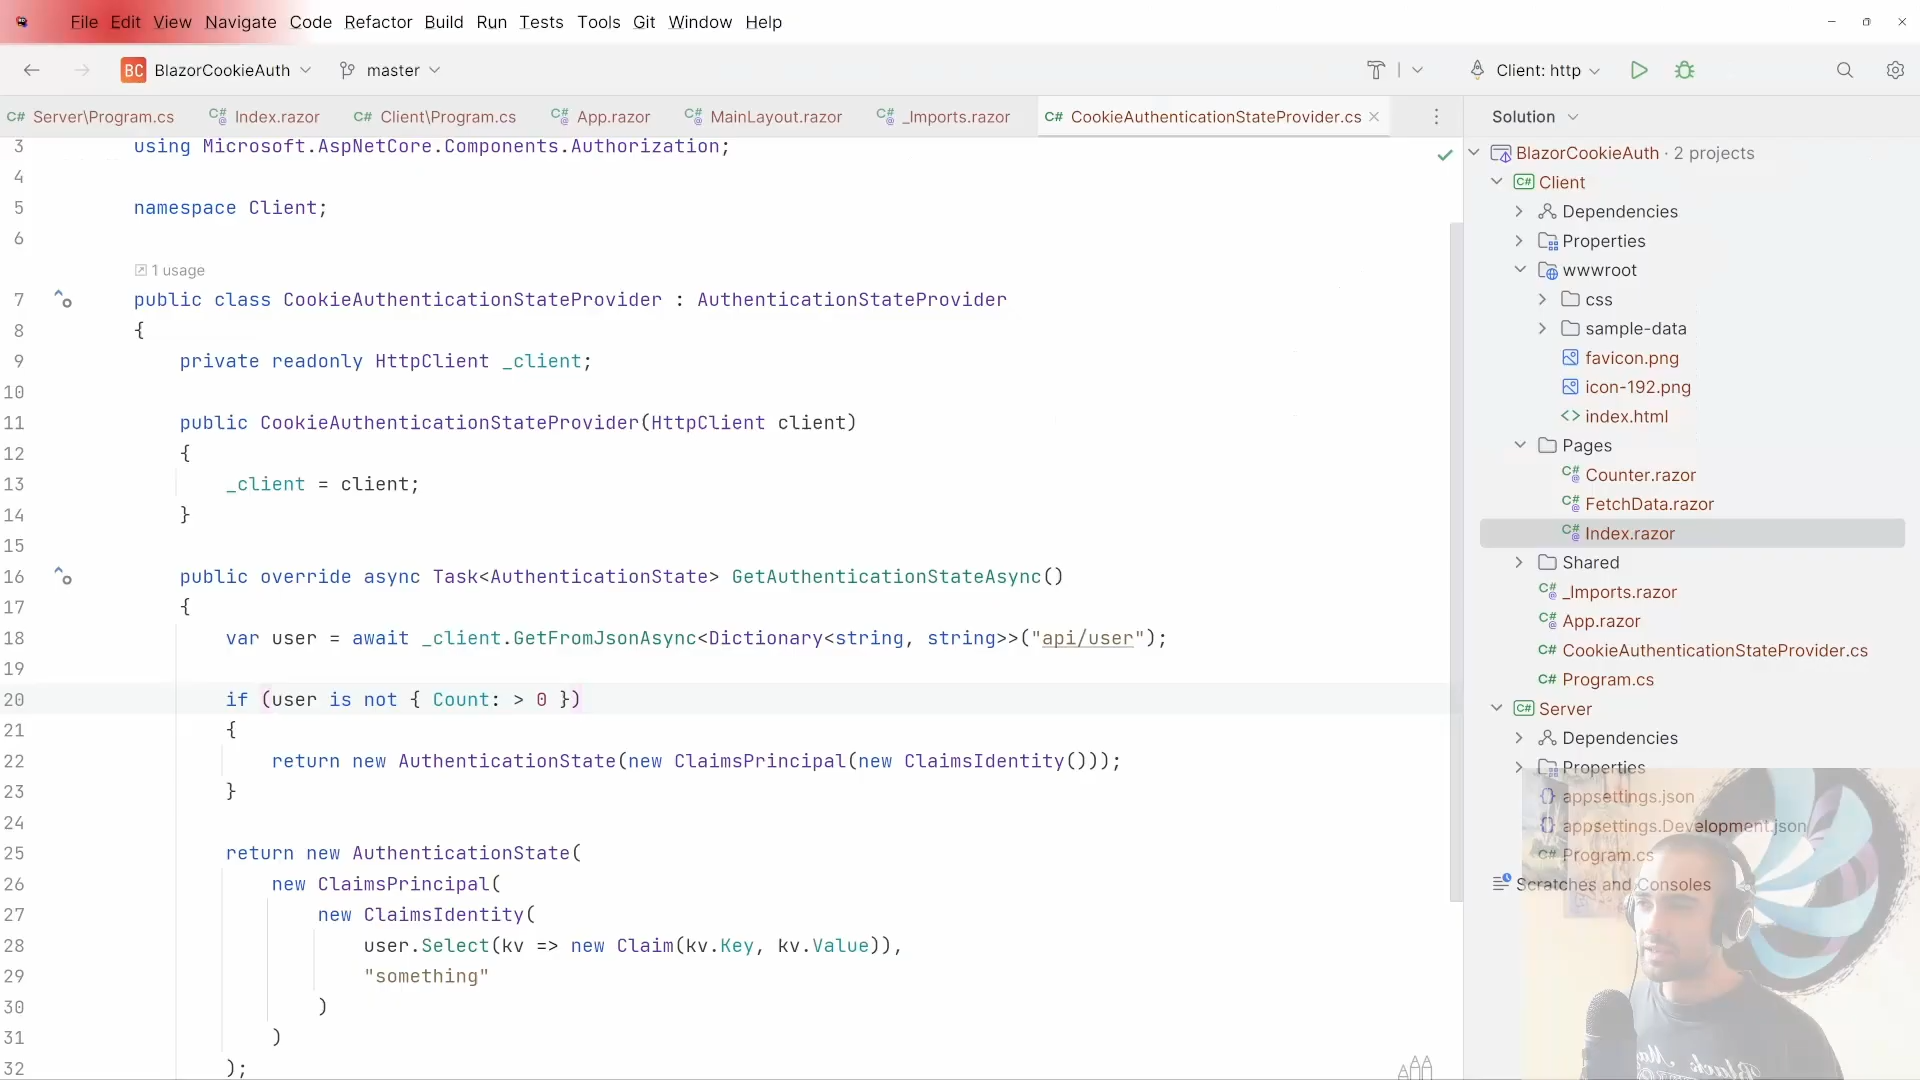 File Edit View Navigate Code Refactor Build Run Tests Tools Git Window Help
BC BlazorCookieAuth master Client: http
C# Server\Program.cs C# Index.razor C# Client\Program.cs C# App.razor C# MainLayout.razor C# _Imports.razor C# CookieAuthenticationStateProvider.cs Solution
3 using Microsoft.AspNetCore.Components.Authorization;
4
5 namespace Client;
6
1 usage
7 public class CookieAuthenticationStateProvider : AuthenticationStateProvider
8 {
9 private readonly HttpClient _client;
10
11 public CookieAuthenticationStateProvider(HttpClient client)
12 {
13 _client = client;
14 }
15
16 public override async Task<AuthenticationState> GetAuthenticationStateAsync()
17 {
18 var user = await _client.GetFromJsonAsync<Dictionary<string, string>>("api/user");
19
20 if (user is not { Count: > 0 })
21 {
22 return new AuthenticationState(new ClaimsPrincipal(new ClaimsIdentity()));
23 }
24
25 return new AuthenticationState(
26 new ClaimsPrincipal(
27 new ClaimsIdentity(
28 user.Select(kv => new Claim(kv.Key, kv.Value)),
29 "something"
30 )
31 )
32 );
BlazorCookieAuth · 2 projects
C# Client
Dependencies
Properties
wwwroot
css
sample-data
favicon.png
icon-192.png
<> index.html
Pages
C# Counter.razor
C# FetchData.razor
C# Index.razor
Shared
C# _Imports.razor
C# App.razor
C# CookieAuthenticationStateProvider.cs
C# Program.cs
C# Server
Dependencies
Properties
appsettings.json
appsettings.Development.json
C# Program.cs
Scratches and Consoles